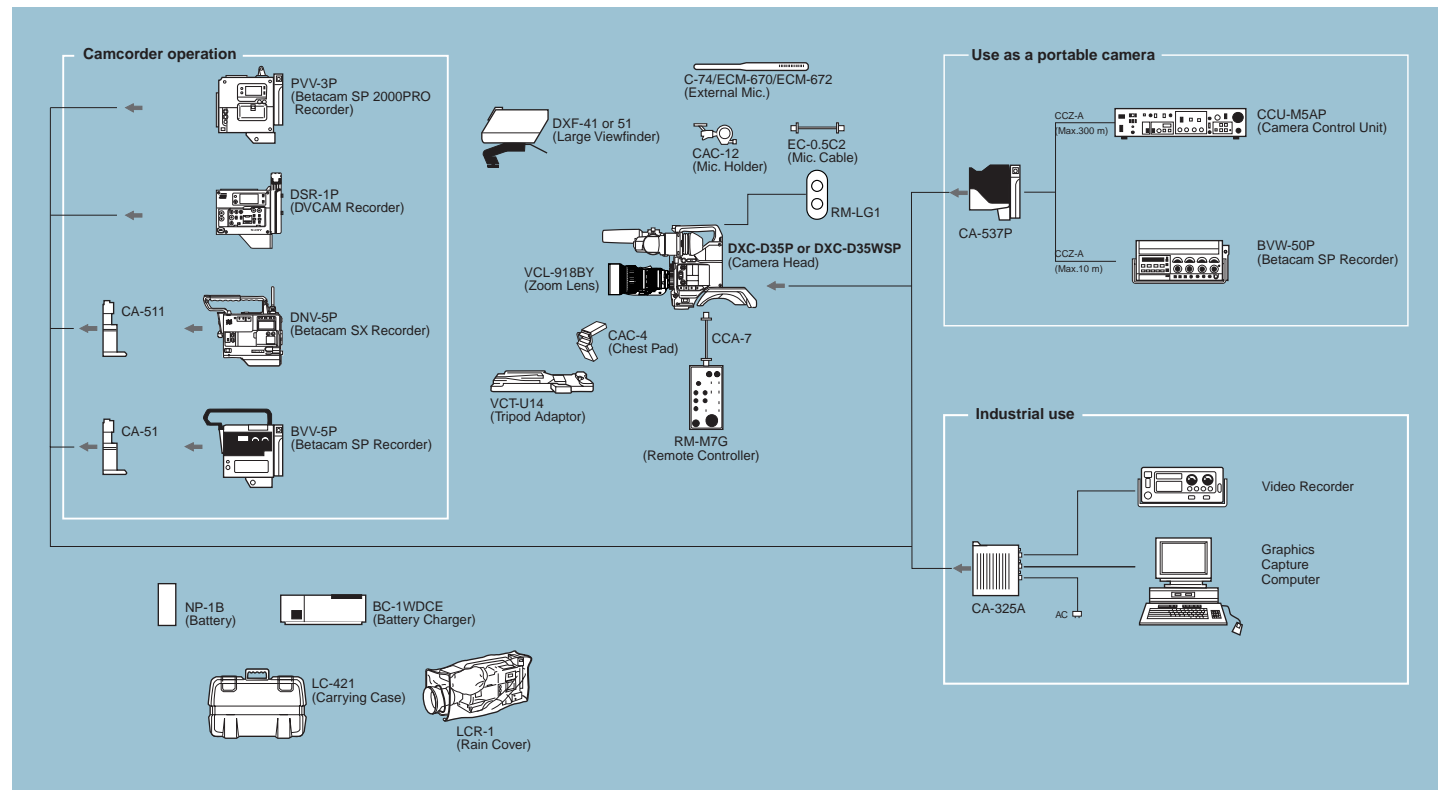 Camcorder operation
PVV-3P
(Betacam SP 2000PRO
Recorder)
DSR-1P
(DVCAM Recorder)
CA-511
DNV-5P
(Betacam SX Recorder)
CA-51
BVV-5P
(Betacam SP Recorder)
C-74/ECM-670/ECM-672
(External Mic.)
DXF-41 or 51
(Large Viewfinder)
CAC-12
(Mic. Holder)
EC-0.5C2
(Mic. Cable)
RM-LG1
DXC-D35P or DXC-D35WSP
(Camera Head)
VCL-918BY
(Zoom Lens)
CAC-4
(Chest Pad)
CCA-7
VCT-U14
(Tripod Adaptor)
RM-M7G
(Remote Controller)
Use as a portable camera
CCZ-A
(Max.300 m)
CCU-M5AP
(Camera Control Unit)
CA-537P
CCZ-A
(Max.10 m)
BVW-50P
(Betacam SP Recorder)
Industrial use
Video Recorder
Graphics
Capture
Computer
CA-325A
AC
NP-1B
(Battery)
BC-1WDCE
(Battery Charger)
LC-421
(Carrying Case)
LCR-1
(Rain Cover)